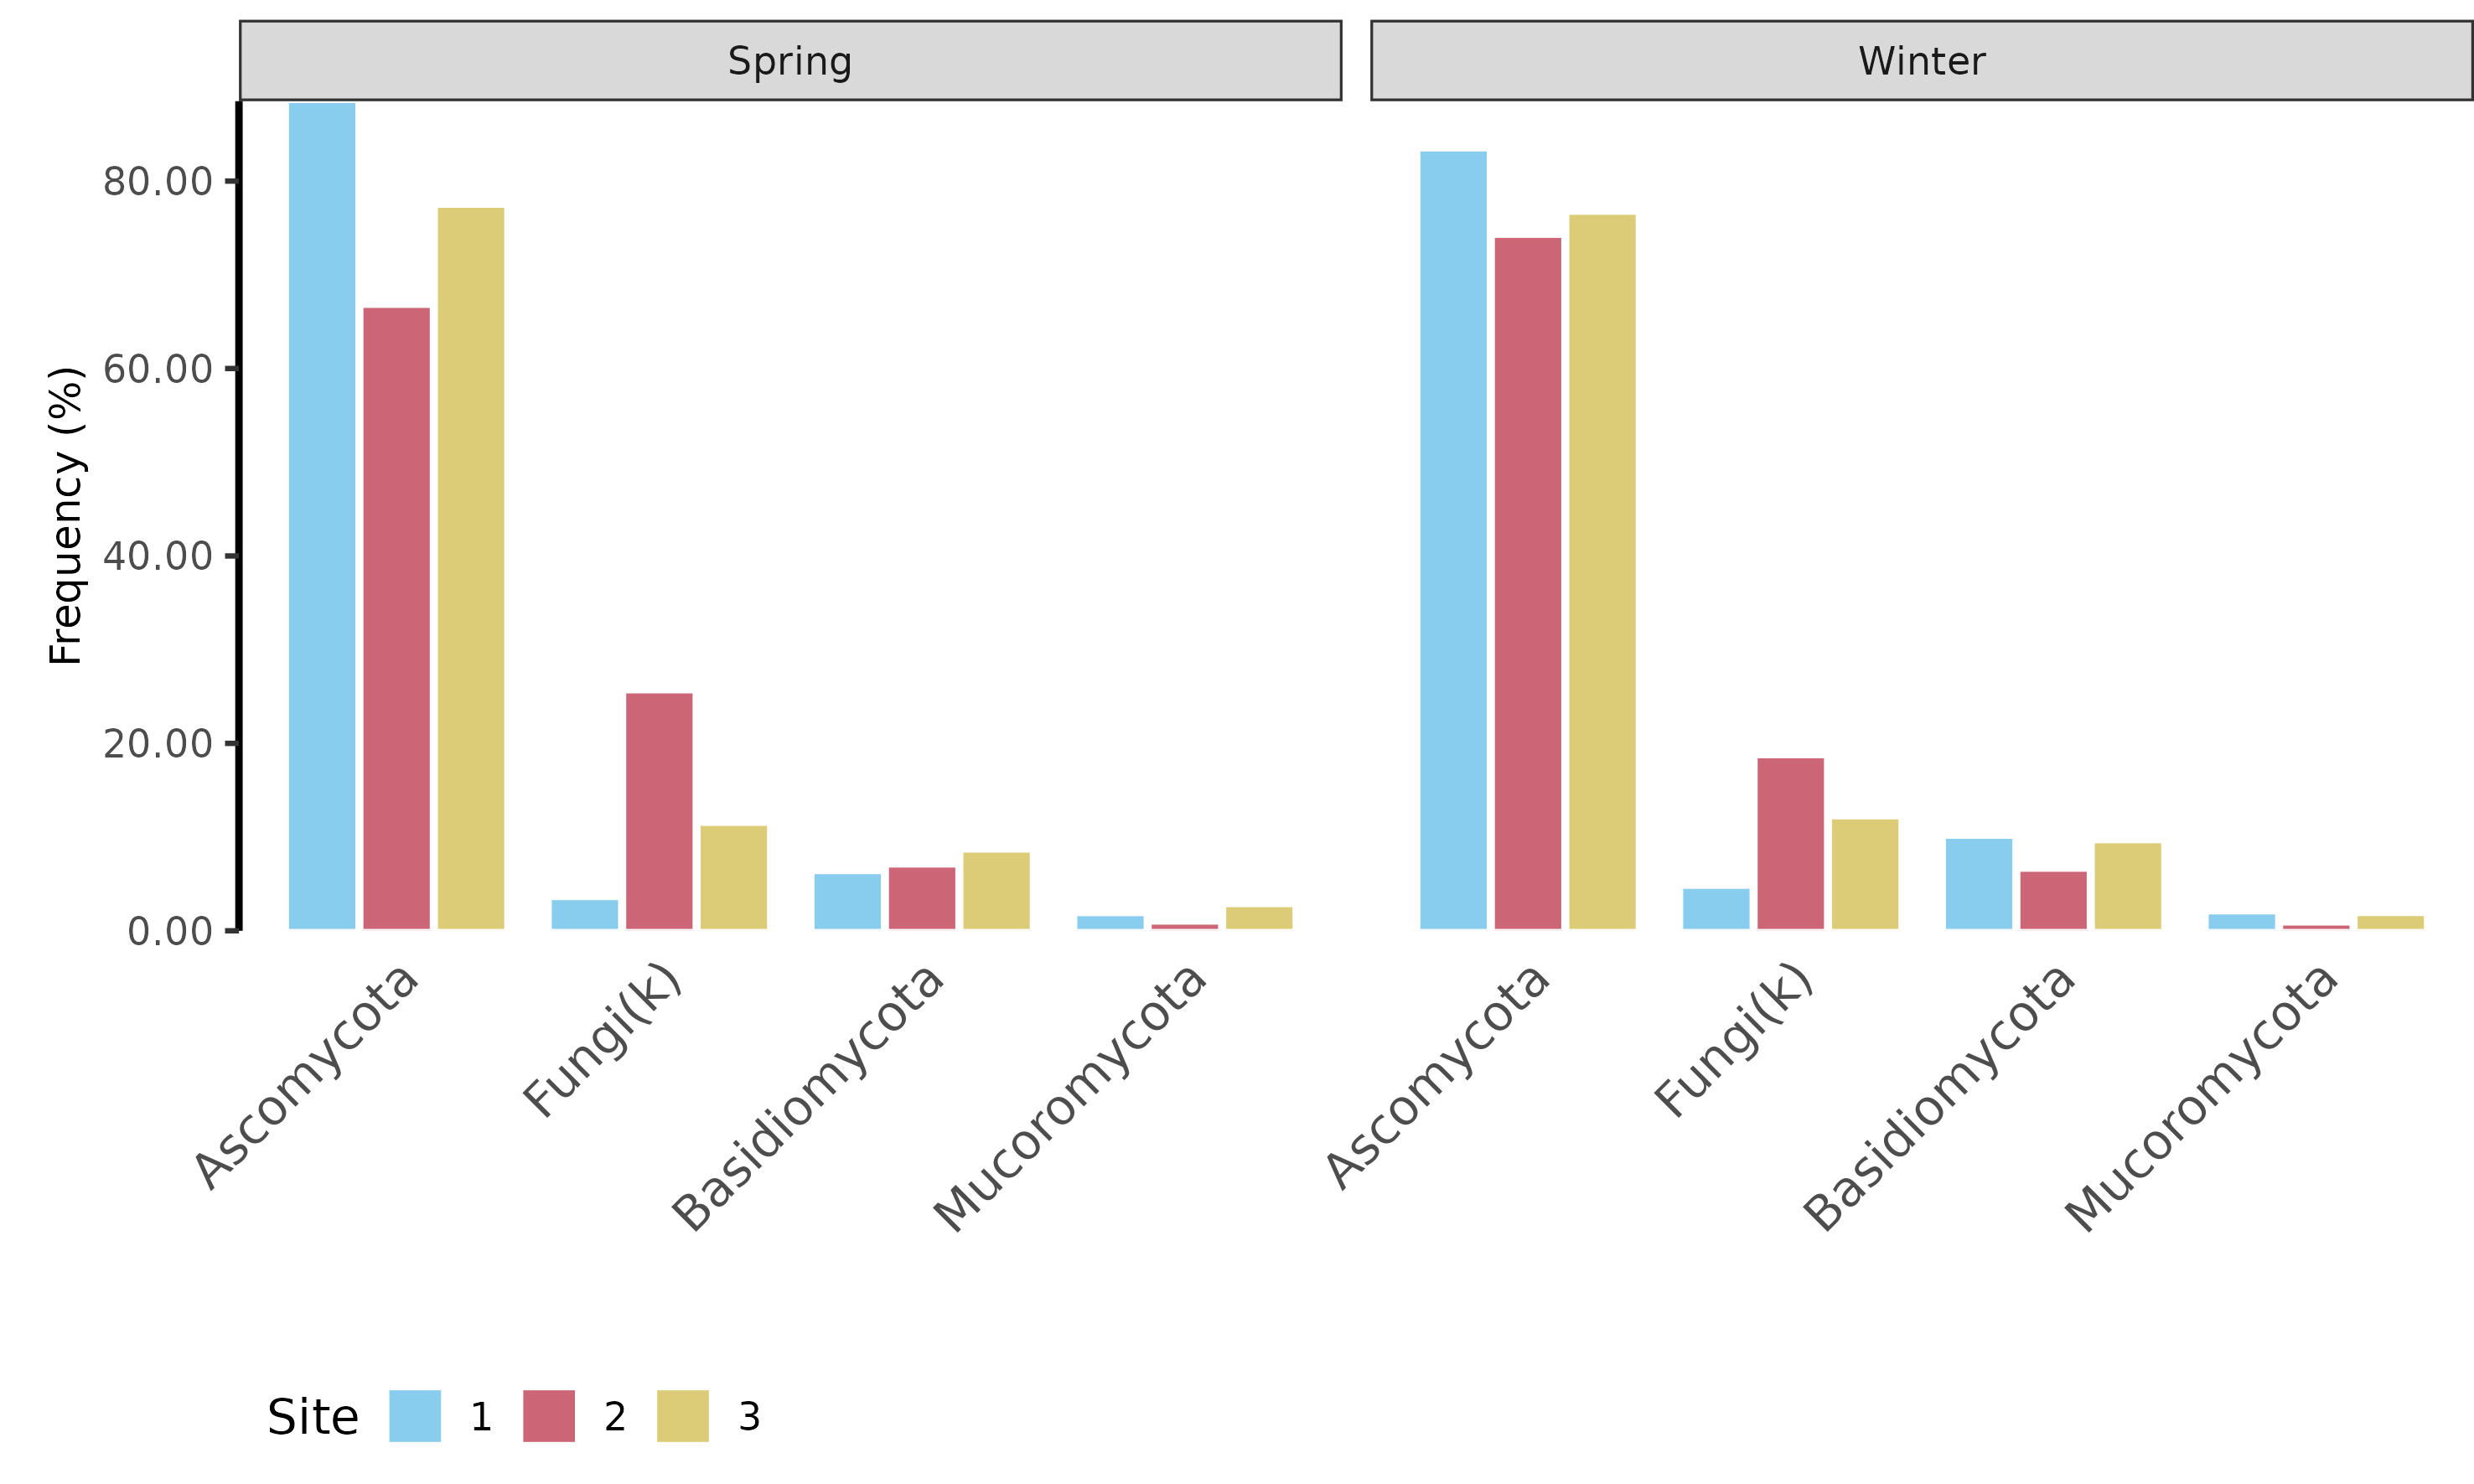 Spring
Winter
Frequency (%)
80.00
60.00
40.00
20.00
0.00
Ascomycota
Fungi(k)
Basidiomycota
Mucoromycota
Ascomycota
Fungi(k)
Basidiomycota
Mucoromycota
Site 1 2 3